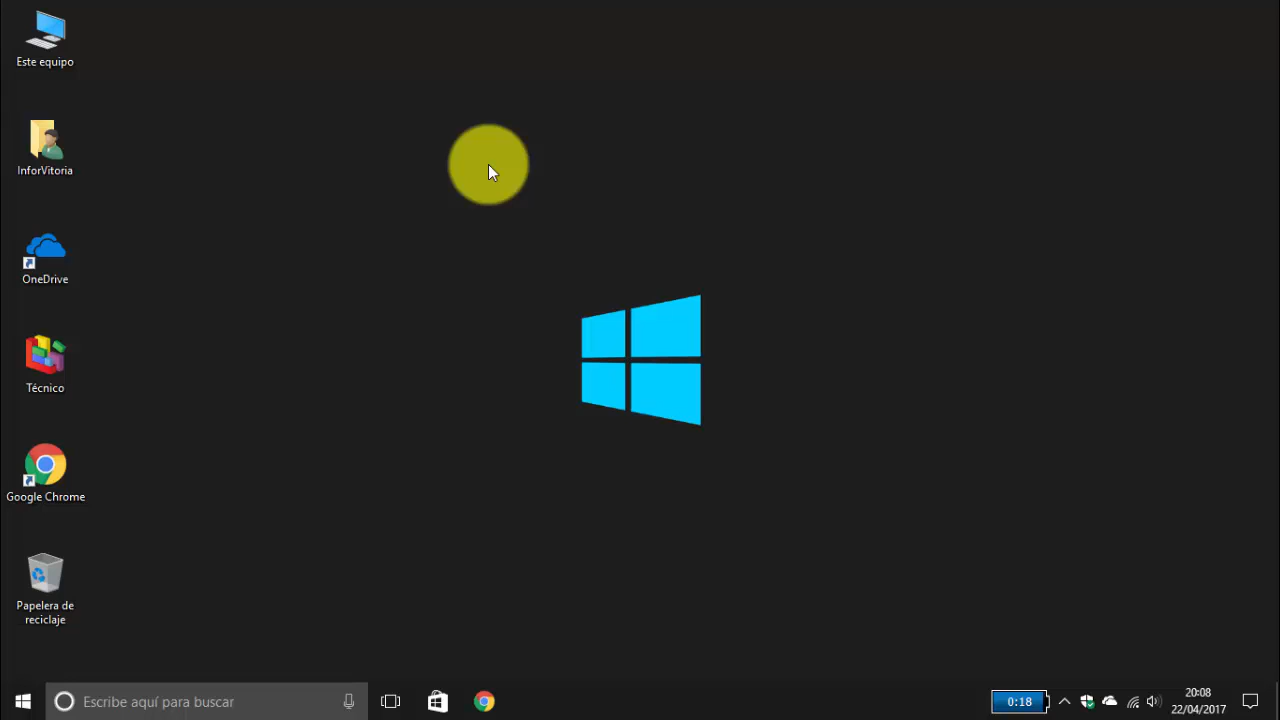 Este equipo
InforVitoria
OneDrive
Técnico
Google Chrome
Papelera de
reciclaje
Escribe aquí para buscar
0:18
20:08
22/04/2017